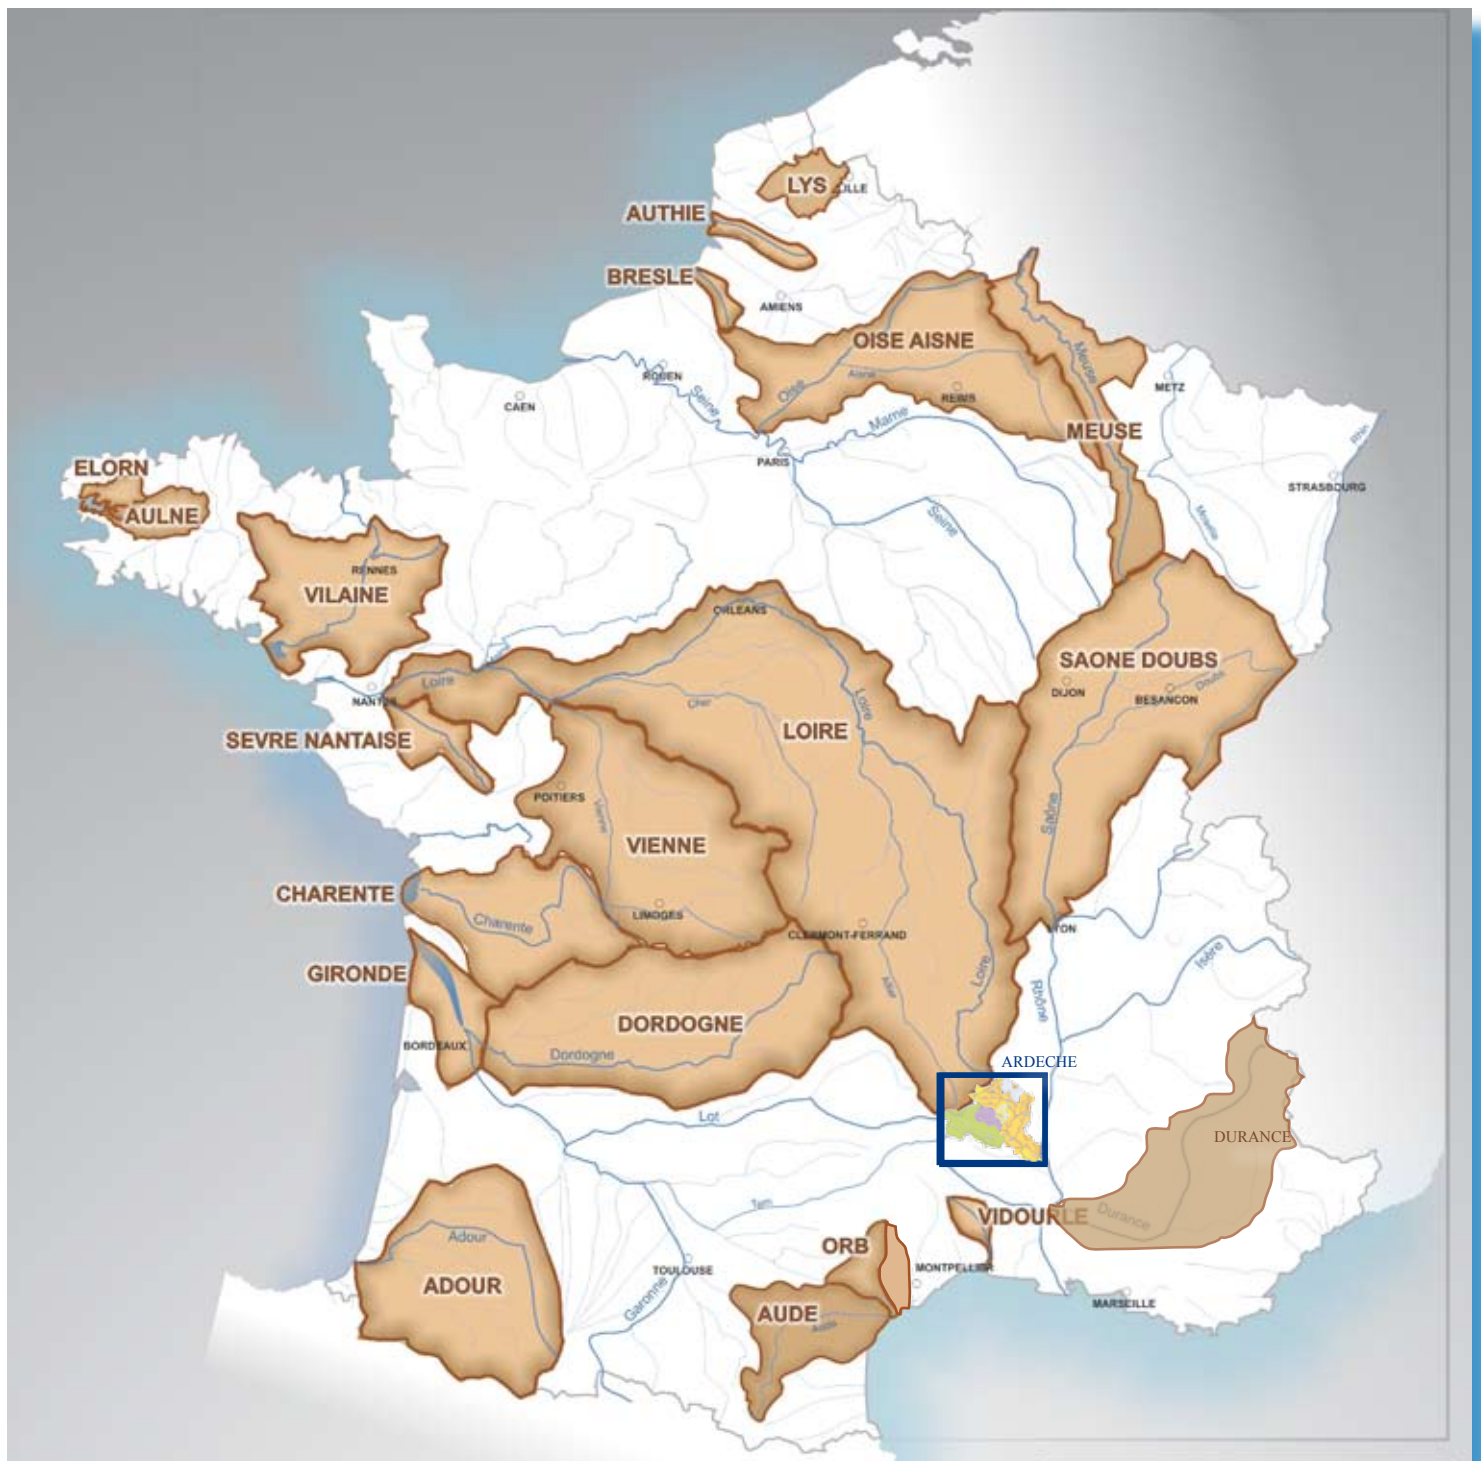 LYS
LILLE
AUTHIE
BRESLE
AMIENS
OISE AISNE
Meuse
Aisne
ROUEN
Oise
REIMS
METZ
CAEN
Seine
Marne
MEUSE
Rhin
PARIS
ELORN
STRASBOURG
AULNE
Seine
Moselle
RENNES
VILAINE
ORLEANS
SAONE DOUBS
Loire
DIJON
Doubs
BESANCON
NANTES
Cher
Loire
LOIRE
SEVRE NANTAISE
POITIERS
Vienne
Saône
VIENNE
CHARENTE
LIMOGES
Charente
CLERMONT-FERRAND
LYON
Isère
GIRONDE
Loire
Allier
Rhône
DORDOGNE
BORDEAUX
Dordogne
ARDECHE
Lot
DURANCE
Tarn
VIDOURLE
Durance
Adour
ORB
TOULOUSE
MONTPELLIER
ADOUR
Garonne
AUDE
Aude
MARSEILLE